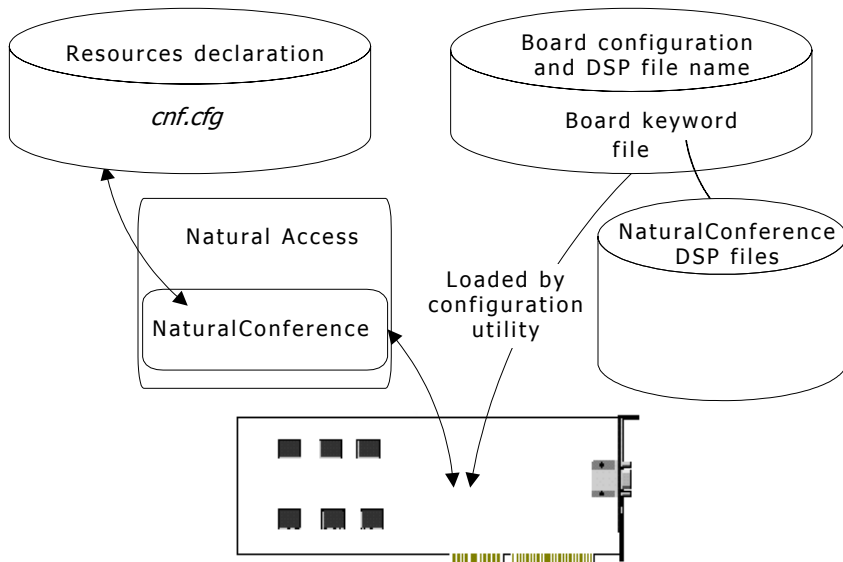 Resources declaration
cnf.cfg
Board configuration
and DSP file name
Board keyword
file
Natural Access
NaturalConference
NaturalConference
DSP files
Loaded by
configuration
utility